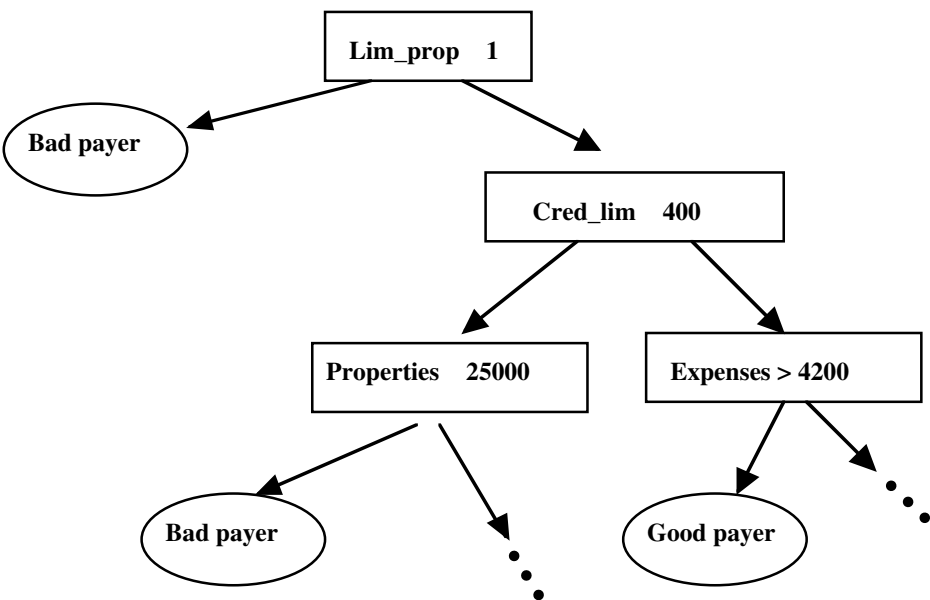 Lim_prop 1
Bad payer
Cred_lim 400
Properties 25000
Expenses > 4200
Bad payer
Good payer